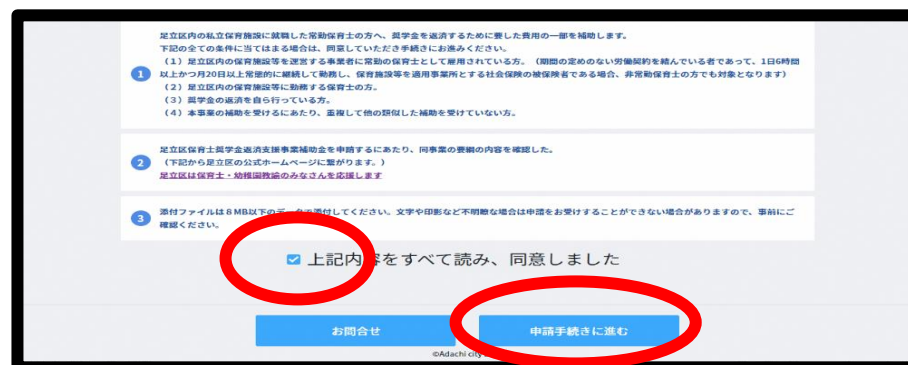 足立区内の私立保育施設に就職した常勤保育士の方へ、奨学金を返済するために要した費用の一部を補助します。
下記の全ての条件に当てはまる場合は、同意していただき手続きにお進みください。
(1)足立区内の保育施設等を運営する事業者に常勤の保育士として雇用されている方。(期間の定めのない労働契約を結んでいる者であって、1日6時間
1
以上かつ月20日以上常態的に継続して勤務し、保育施設等を適用事業所とする社会保険の被保険者である場合、非常勤保育士の方でも対象となります)
(2)足立区内の保育施設等に勤務する保育士の方。
(3)奨学金の返済を自ら行っている方。
(4)本事業の補助を受けるにあたり、重複して他の類似した補助を受けていない方。
足立区保育士奨学金返済支援事業補助金を申請するにあたり、同事業の要綱の内容を確認した。
2
(下記から足立区の公式ホームページに繋がります。)
足立区は保育士・幼稚園教諭のみなさんを応援します
3
添付ファイルは8MB以下のデータで添付してください。文字や印影など不明瞭な場合は申請をお受けすることができない場合がありますので、事前にご
確認ください。
上記内容をすべて読み、同意しました
お問合せ
申請手続きに進む
©Adachi city